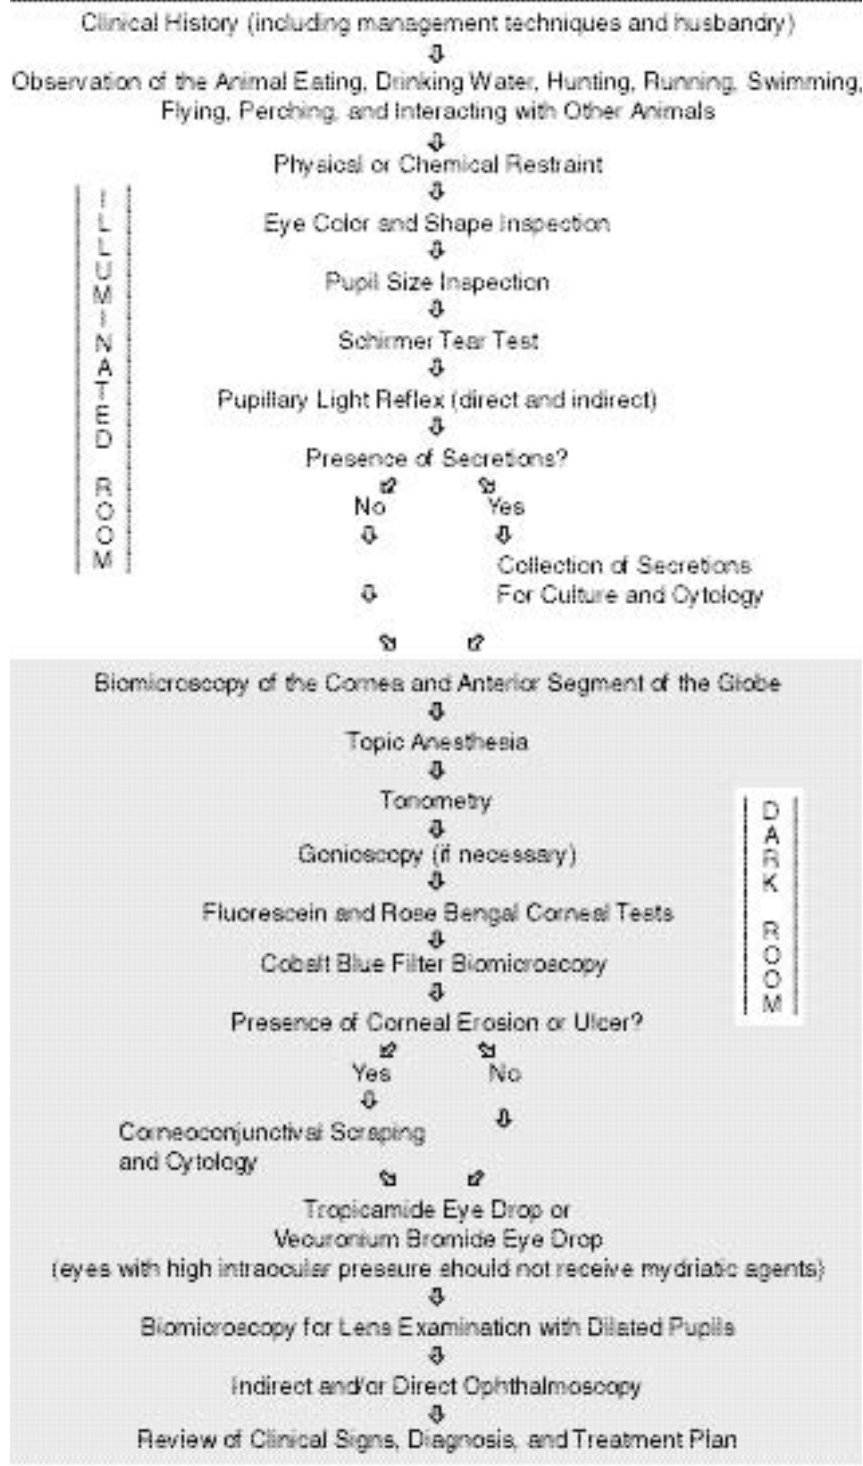 Clinical History (including management techniques and husbandry)
Observation of the Animal Eating, Drinking Water, Hunting, Running, Swimming,
Flying, Perching, and Interacting with Other Animals
Physical or Chemical Restraint
ILLUMINATED ROOM
Eye Color and Shape Inspection
Pupil Size Inspection
Schirmer Tear Test
Pupillary Light Reflex (direct and indirect)
Presence of Secretions?
No Yes
Collection of Secretions
For Culture and Cytology
Biomicroscopy of the Cornea and Anterior Segment of the Globe
Topic Anesthesia
Tonometry
DARK ROOM
Gonioscopy (if necessary)
Fluorescein and Rose Bengal Corneal Tests
Cobalt Blue Filter Biomicroscopy
Presence of Corneal Erosion or Ulcer?
Yes No
Corneoconjunctival Scraping
and Cytology
Tropicamide Eye Drop or
Vecuronium Bromide Eye Drop
(eyes with high intraocular pressure should not receive mydriatic agents)
Biomicroscopy for Lens Examination with Dilated Pupils
Indirect and/or Direct Ophthalmoscopy
Review of Clinical Signs, Diagnosis, and Treatment Plan